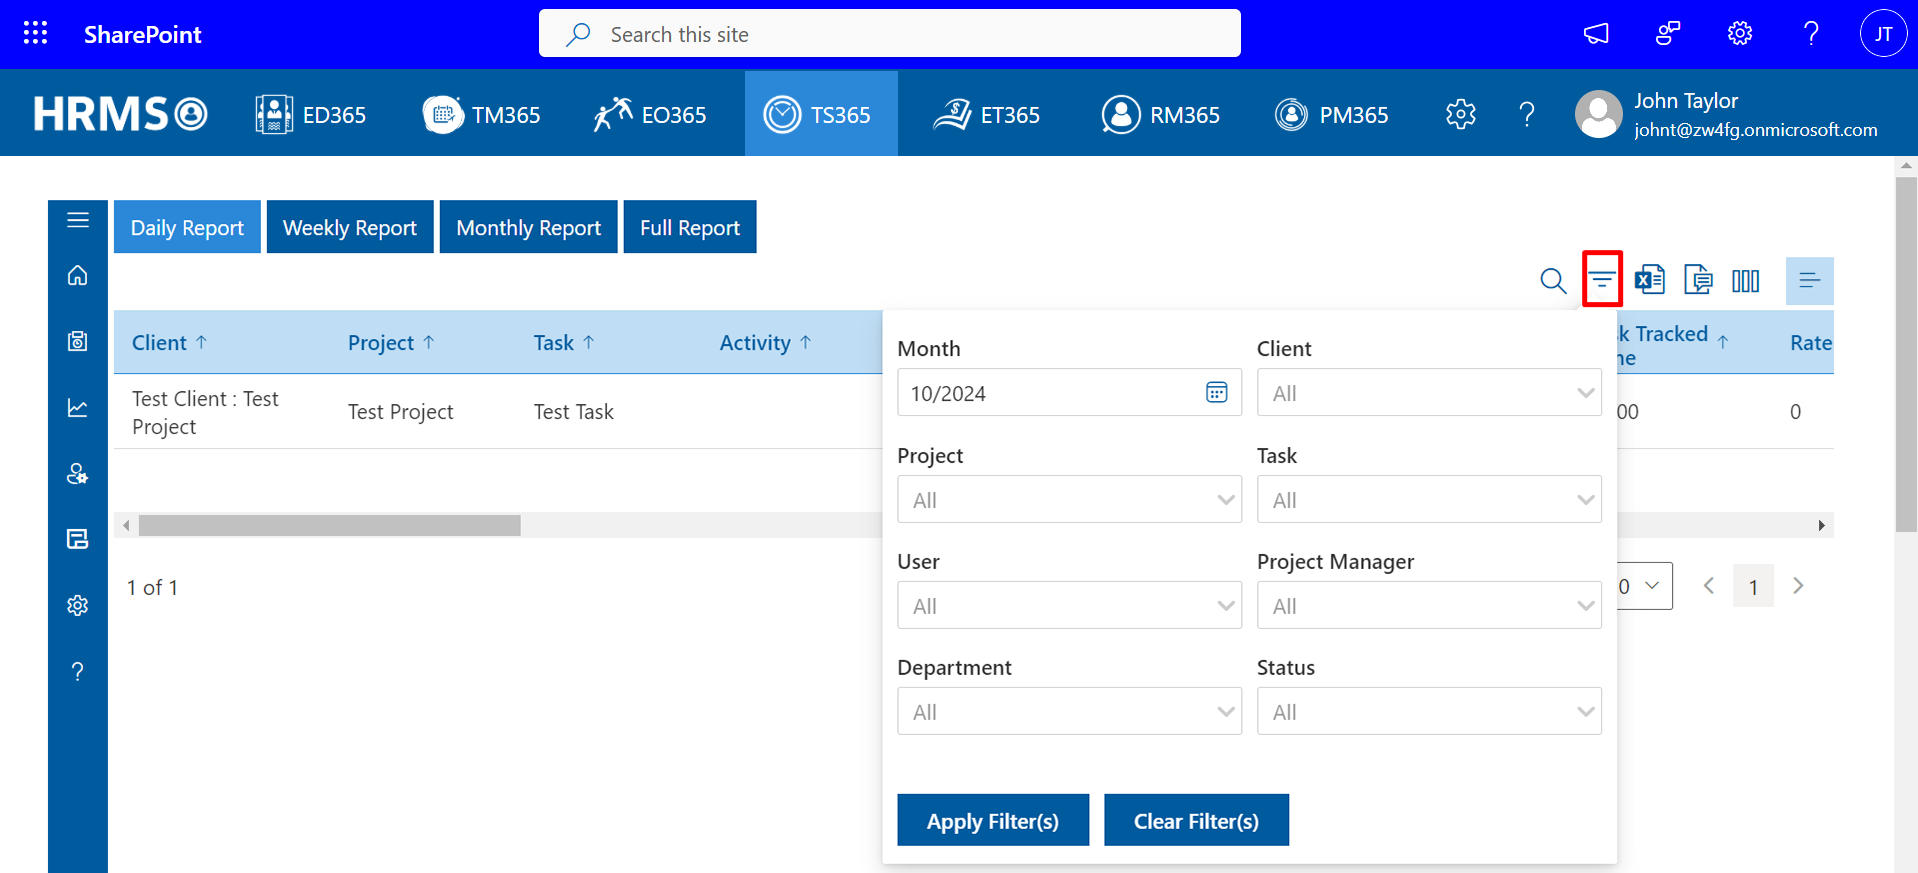 SharePoint
Search this site
JT
HRMS
ED365
TM365
EO365
TS365
ET365
RM365
PM365
John Taylor
johnt@zw4fg.onmicrosoft.com
Daily Report
Weekly Report
Monthly Report
Full Report
Client
Project
Task
Activity
k Tracked
ne
Rate
Test Client : Test
Project
Test Project
Test Task
00
0
1 of 1
0
1
Month
Client
10/2024
All
Project
Task
All
All
User
Project Manager
All
All
Department
Status
All
All
Apply Filter(s)
Clear Filter(s)